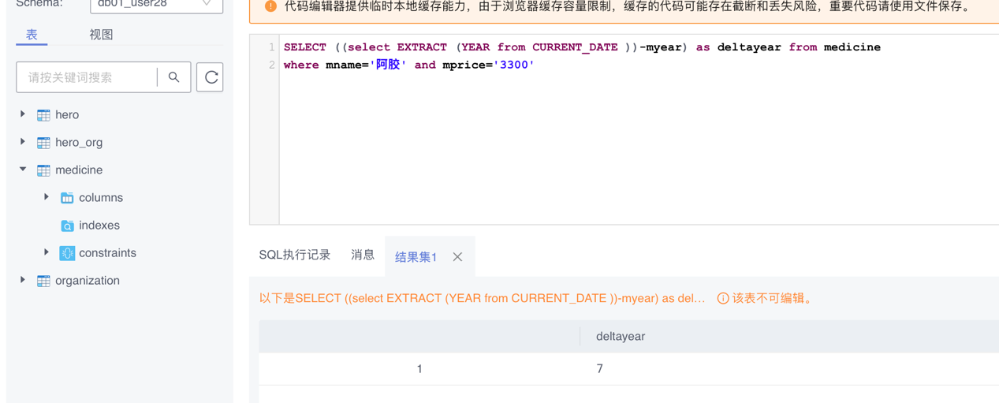 Schema:
db01_user28
表
视图
请按关键词搜索
hero
hero_org
medicine
columns
indexes
constraints
organization
代码编辑器提供临时本地缓存能力，由于浏览器缓存容量限制，缓存的代码可能存在截断和丢失风险，重要代码请使用文件保存。
1 SELECT ((select EXTRACT (YEAR from CURRENT_DATE ))-myear) as deltayear from medicine
2 where mname='阿胶' and mprice='3300'
SQL执行记录
消息
结果集1
以下是SELECT ((select EXTRACT (YEAR from CURRENT_DATE ))-myear) as del... 该表不可编辑。
deltayear
1 7